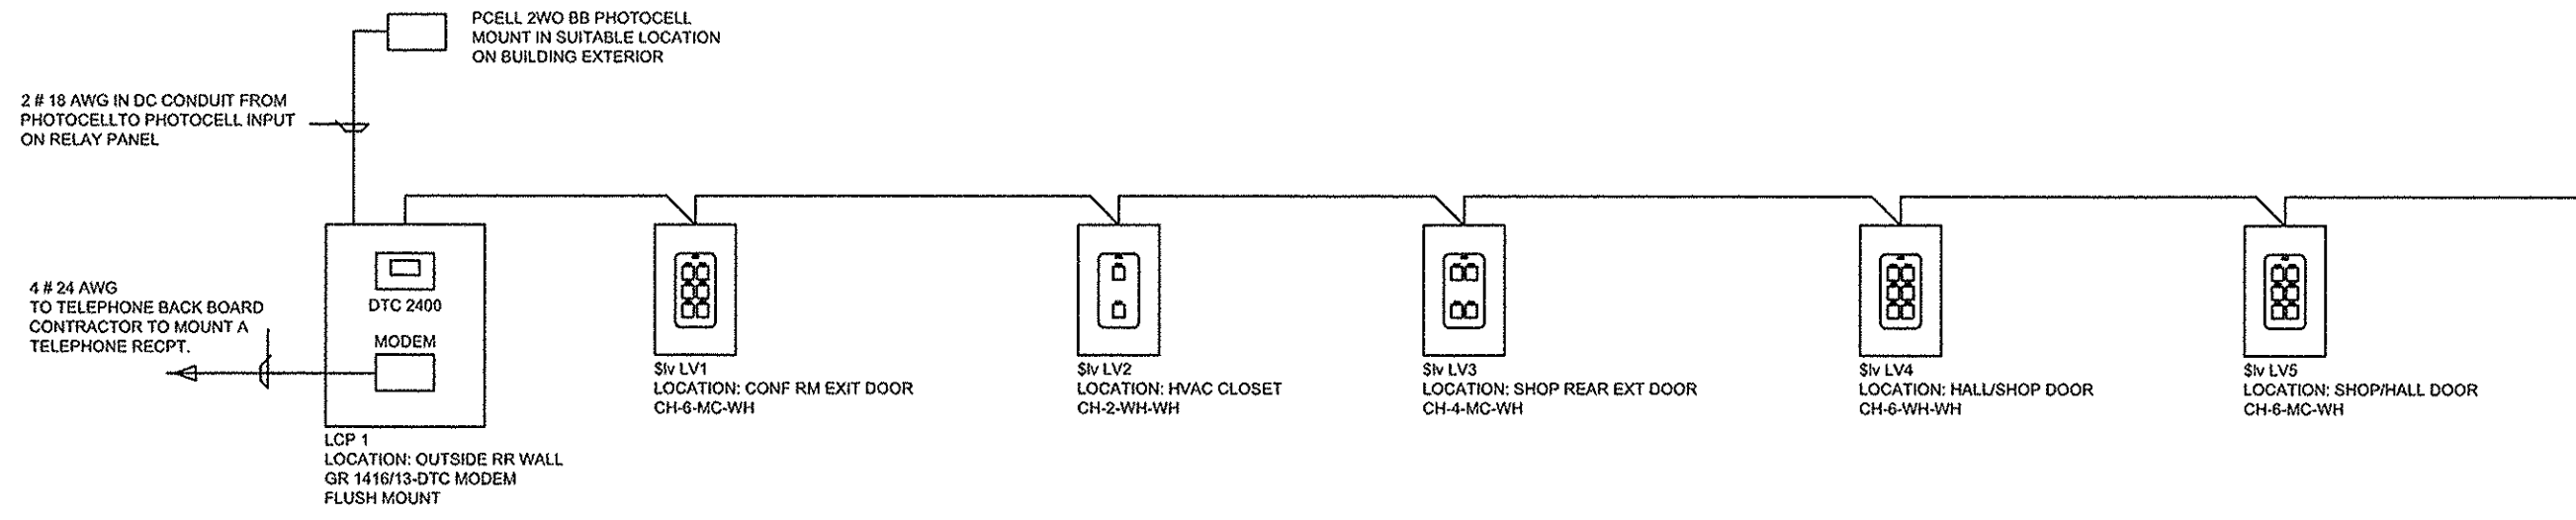 PCELL 2WO BB PHOTOCELL
MOUNT IN SUITABLE LOCATION
ON BUILDING EXTERIOR
2 # 18 AWG IN DC CONDUIT FROM
PHOTOCELLTO PHOTOCELL INPUT
ON RELAY PANEL
4 # 24 AWG
TO TELEPHONE BACK BOARD
CONTRACTOR TO MOUNT A
TELEPHONE RECPT.
DTC 2400
MODEM
LCP 1
LOCATION: OUTSIDE RR WALL
GR 1416/13-DTC MODEM
FLUSH MOUNT
$lv LV1
LOCATION: CONF RM EXIT DOOR
CH-6-MC-WH
$lv LV2
LOCATION: HVAC CLOSET
CH-2-WH-WH
$lv LV3
LOCATION: SHOP REAR EXT DOOR
CH-4-MC-WH
$lv LV4
LOCATION: HALL/SHOP DOOR
CH-6-WH-WH
$lv LV5
LOCATION: SHOP/HALL DOOR
CH-6-MC-WH